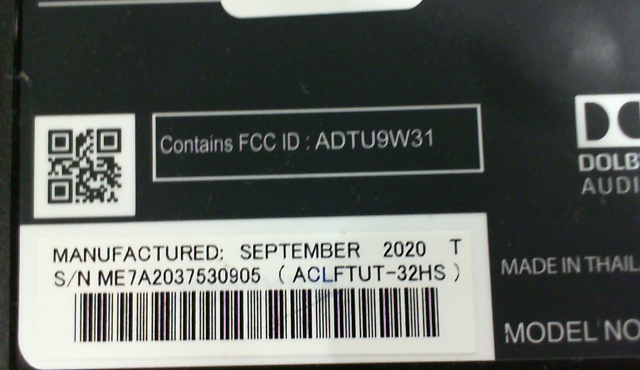 Contains FCC ID : ADTU9W31
DOLB
AUDI
MANUFACTURED: SEPTEMBER 2020 T
S/N ME7A2037530905 ( ACLFTUT-32HS )
MADE IN THAIL
MODEL NO